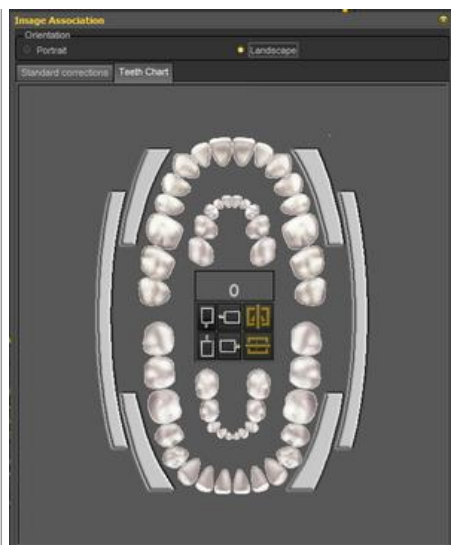 Image Association
Orientation
Portrait
Landscape
Standard corrections
Teeth Chart
0